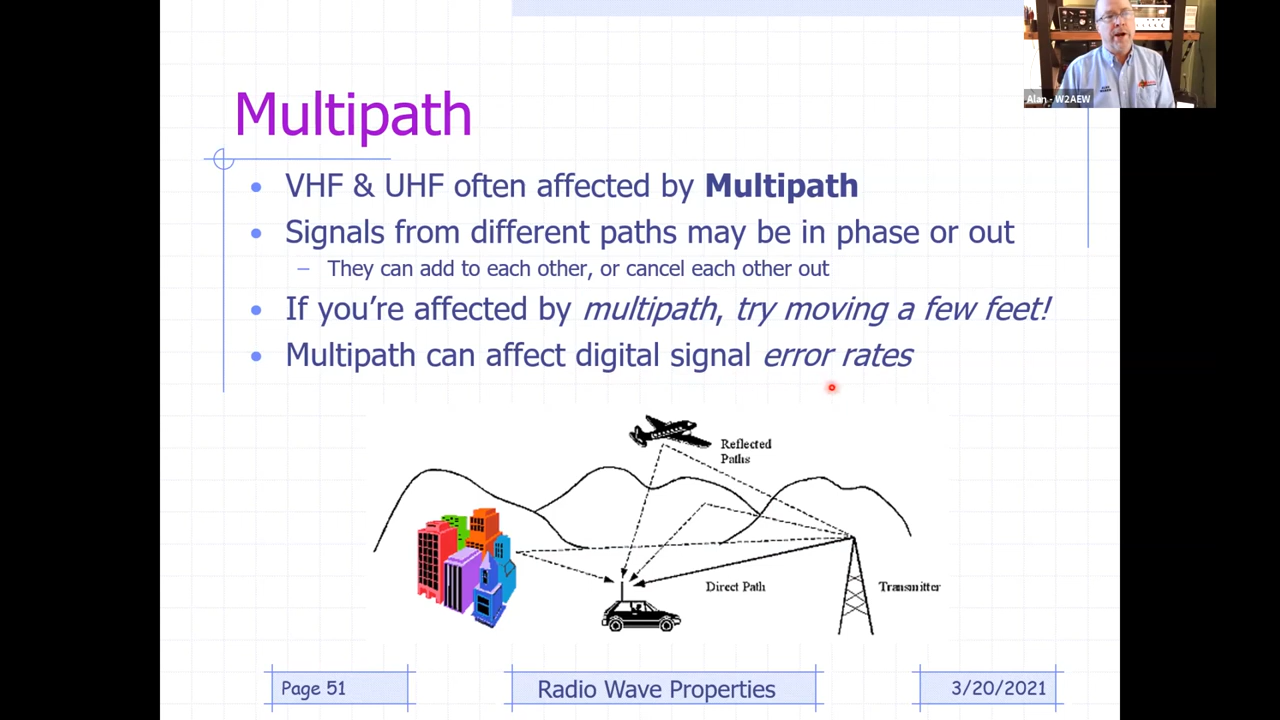 Alan - W2AEW
Multipath
• VHF & UHF often affected by Multipath
• Signals from different paths may be in phase or out
– They can add to each other, or cancel each other out
• If you're affected by multipath, try moving a few feet!
• Multipath can affect digital signal error rates
Reflected
Paths
Direct Path
Transmitter
Page 51
Radio Wave Properties
3/20/2021